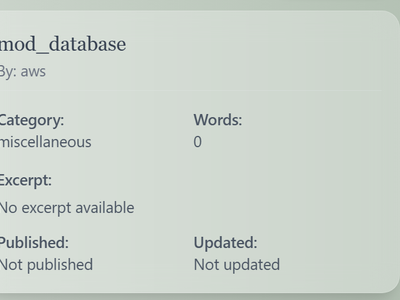 mod_database
By: aws
Category:
Words:
miscellaneous
0
Excerpt:
No excerpt available
Published:
Updated:
Not published
Not updated